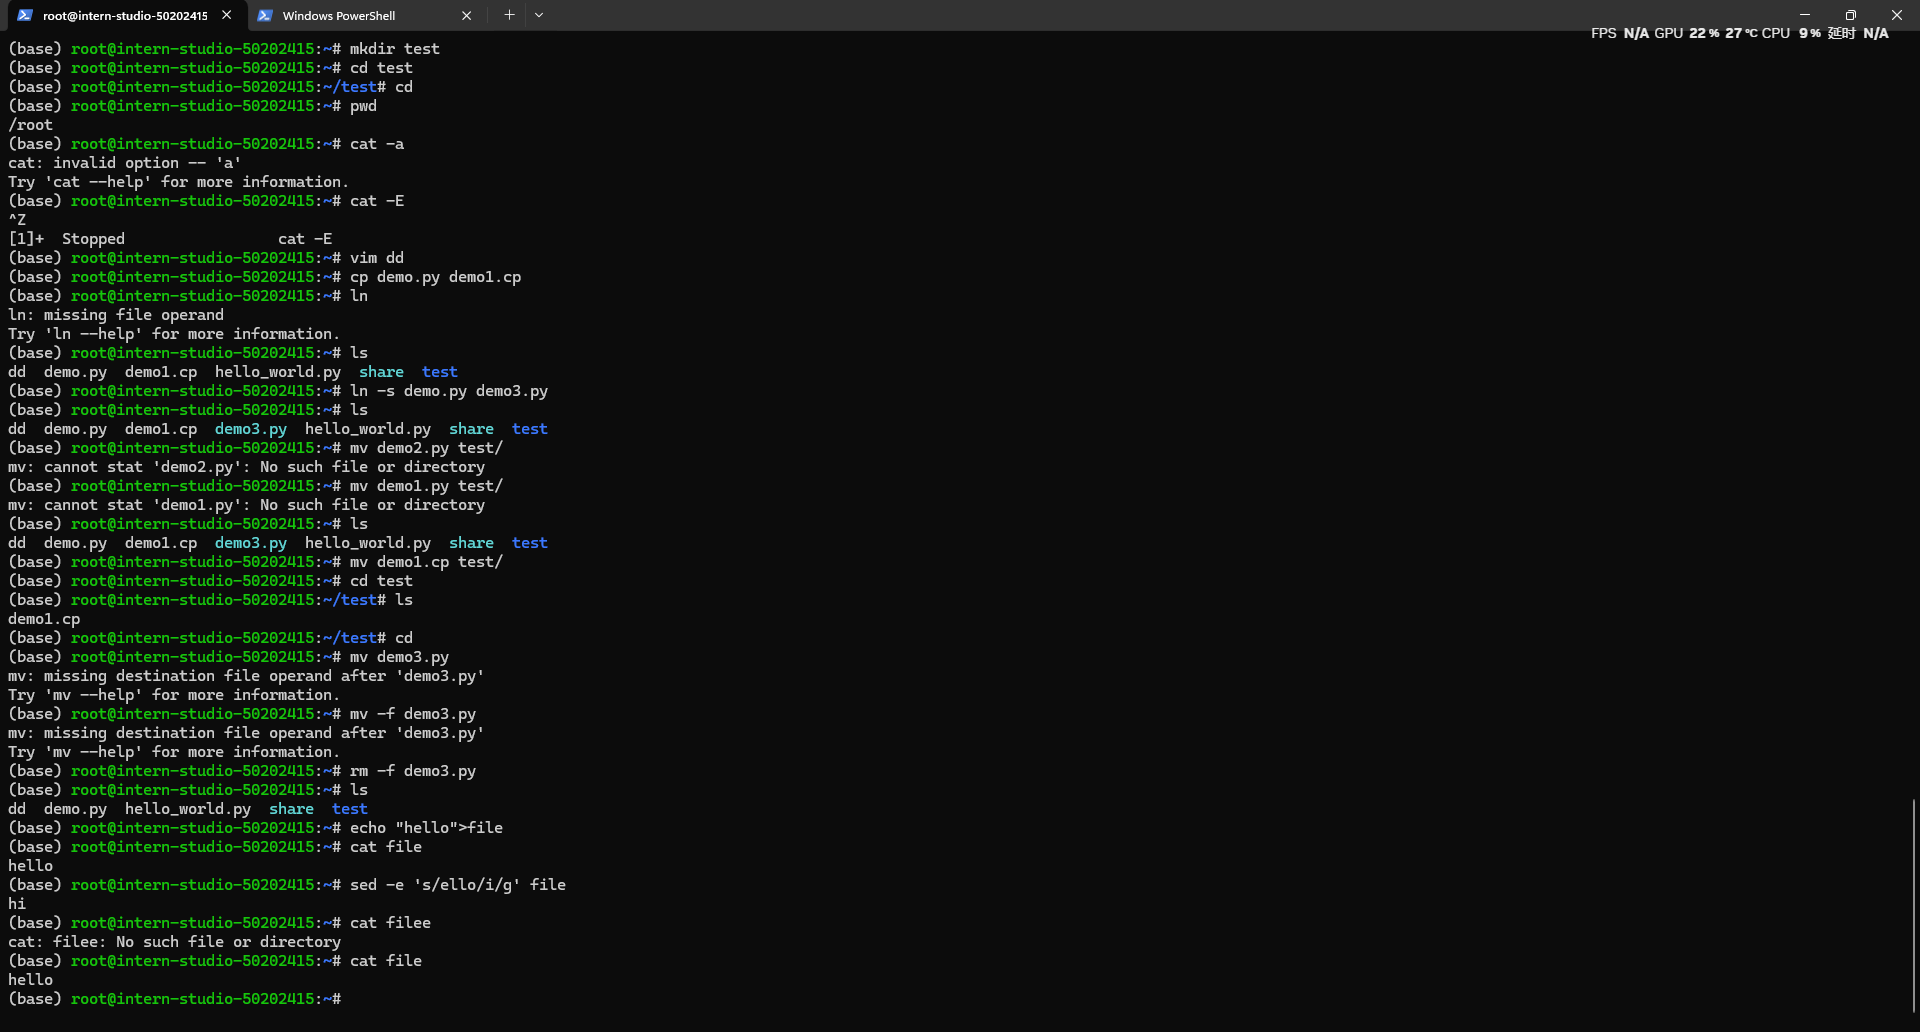 root@intern-studio-50202415
Windows PowerShell
FPS N/A GPU 22 % 27 °C CPU 9 % 延时 N/A
(base) root@intern-studio-50202415:~# mkdir test
(base) root@intern-studio-50202415:~# cd test
(base) root@intern-studio-50202415:~/test# cd
(base) root@intern-studio-50202415:~# pwd
/root
(base) root@intern-studio-50202415:~# cat -a
cat: invalid option -- 'a'
Try 'cat --help' for more information.
(base) root@intern-studio-50202415:~# cat -E
^Z
[1]+  Stopped                 cat -E
(base) root@intern-studio-50202415:~# vim dd
(base) root@intern-studio-50202415:~# cp demo.py demo1.cp
(base) root@intern-studio-50202415:~# ln
ln: missing file operand
Try 'ln --help' for more information.
(base) root@intern-studio-50202415:~# ls
dd  demo.py  demo1.cp  hello_world.py  share  test
(base) root@intern-studio-50202415:~# ln -s demo.py demo3.py
(base) root@intern-studio-50202415:~# ls
dd  demo.py  demo1.cp  demo3.py  hello_world.py  share  test
(base) root@intern-studio-50202415:~# mv demo2.py test/
mv: cannot stat 'demo2.py': No such file or directory
(base) root@intern-studio-50202415:~# mv demo1.py test/
mv: cannot stat 'demo1.py': No such file or directory
(base) root@intern-studio-50202415:~# ls
dd  demo.py  demo1.cp  demo3.py  hello_world.py  share  test
(base) root@intern-studio-50202415:~# mv demo1.cp test/
(base) root@intern-studio-50202415:~# cd test
(base) root@intern-studio-50202415:~/test# ls
demo1.cp
(base) root@intern-studio-50202415:~/test# cd
(base) root@intern-studio-50202415:~# mv demo3.py
mv: missing destination file operand after 'demo3.py'
Try 'mv --help' for more information.
(base) root@intern-studio-50202415:~# mv -f demo3.py
mv: missing destination file operand after 'demo3.py'
Try 'mv --help' for more information.
(base) root@intern-studio-50202415:~# rm -f demo3.py
(base) root@intern-studio-50202415:~# ls
dd  demo.py  hello_world.py  share  test
(base) root@intern-studio-50202415:~# echo "hello">file
(base) root@intern-studio-50202415:~# cat file
hello
(base) root@intern-studio-50202415:~# sed -e 's/ello/i/g' file
hi
(base) root@intern-studio-50202415:~# cat filee
cat: filee: No such file or directory
(base) root@intern-studio-50202415:~# cat file
hello
(base) root@intern-studio-50202415:~#